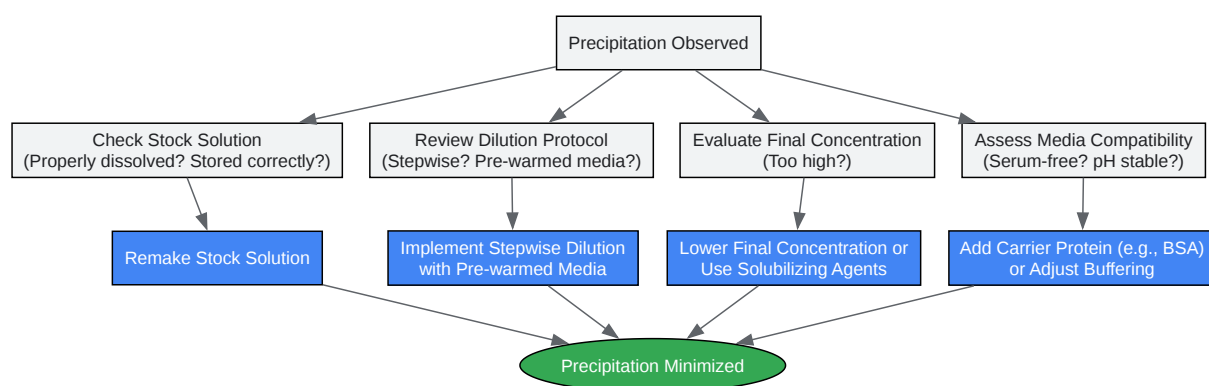 Precipitation Observed
Check Stock Solution
(Properly dissolved? Stored correctly?)
Review Dilution Protocol
(Stepwise? Pre-warmed media?)
Evaluate Final Concentration
(Too high?)
Assess Media Compatibility
(Serum-free? pH stable?)
Remake Stock Solution
Implement Stepwise Dilution
with Pre-warmed Media
Lower Final Concentration or
Use Solubilizing Agents
Add Carrier Protein (e.g., BSA)
or Adjust Buffering
Precipitation Minimized